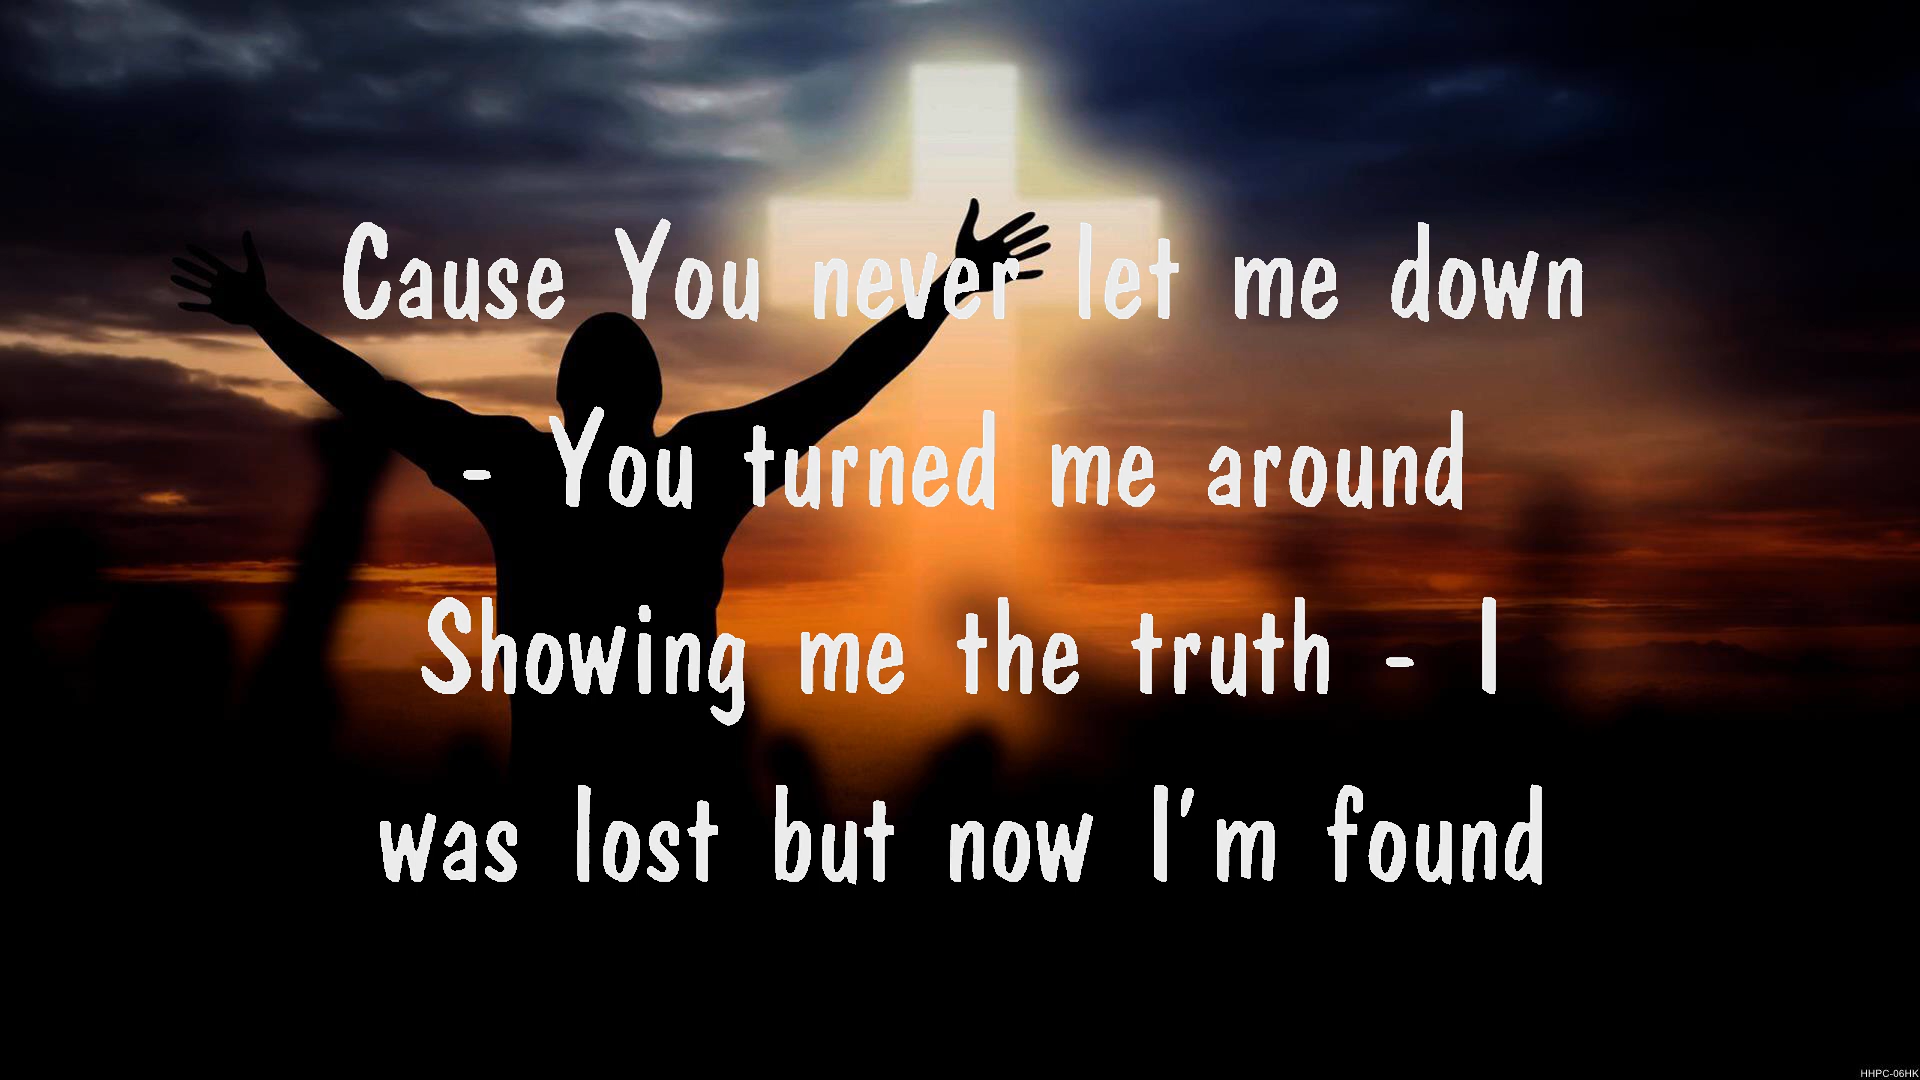 Cause You never let me down
- You turned me around
Showing me the truth - I
was lost but now I'm found
HHPC-06HK